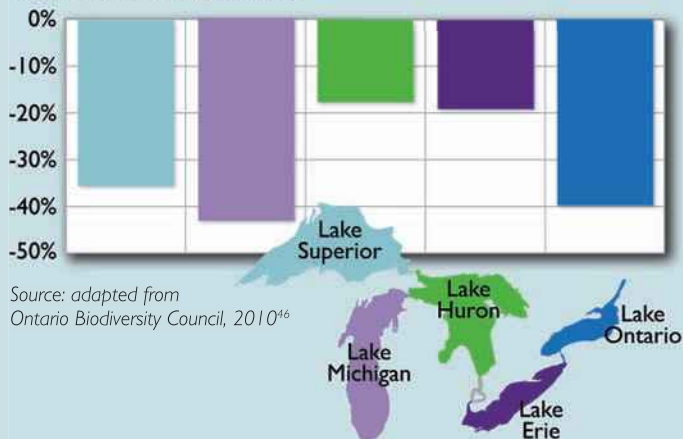 0%
-10%
-20%
-30%
-40%
-50%
Lake
Superior
Source: adapted from
Ontario Biodiversity Council, 2010⁴⁶
Lake
Huron
Lake
Ontario
Lake
Michigan
Lake
Erie